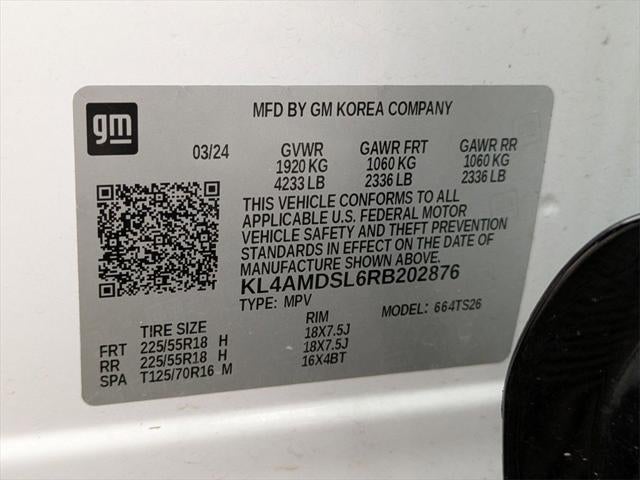 MFD BY GM KOREA COMPANY
gm
03/24 GVWR GAWR FRT GAWR RR
1920 KG 1060 KG 1060 KG
4233 LB 2336 LB 2336 LB
THIS VEHICLE CONFORMS TO ALL
APPLICABLE U.S. FEDERAL MOTOR
VEHICLE SAFETY AND THEFT PREVENTION
STANDARDS IN EFFECT ON THE DATE OF
MANUFACTURE SHOWN ABOVE.
KL4AMDSL6RB202876
TYPE: MPV MODEL: 664TS26
TIRE SIZE RIM
FRT 225/55R18 H 18X7.5J
RR 225/55R18 H 18X7.5J
SPA T125/70R16 M 16X4BT